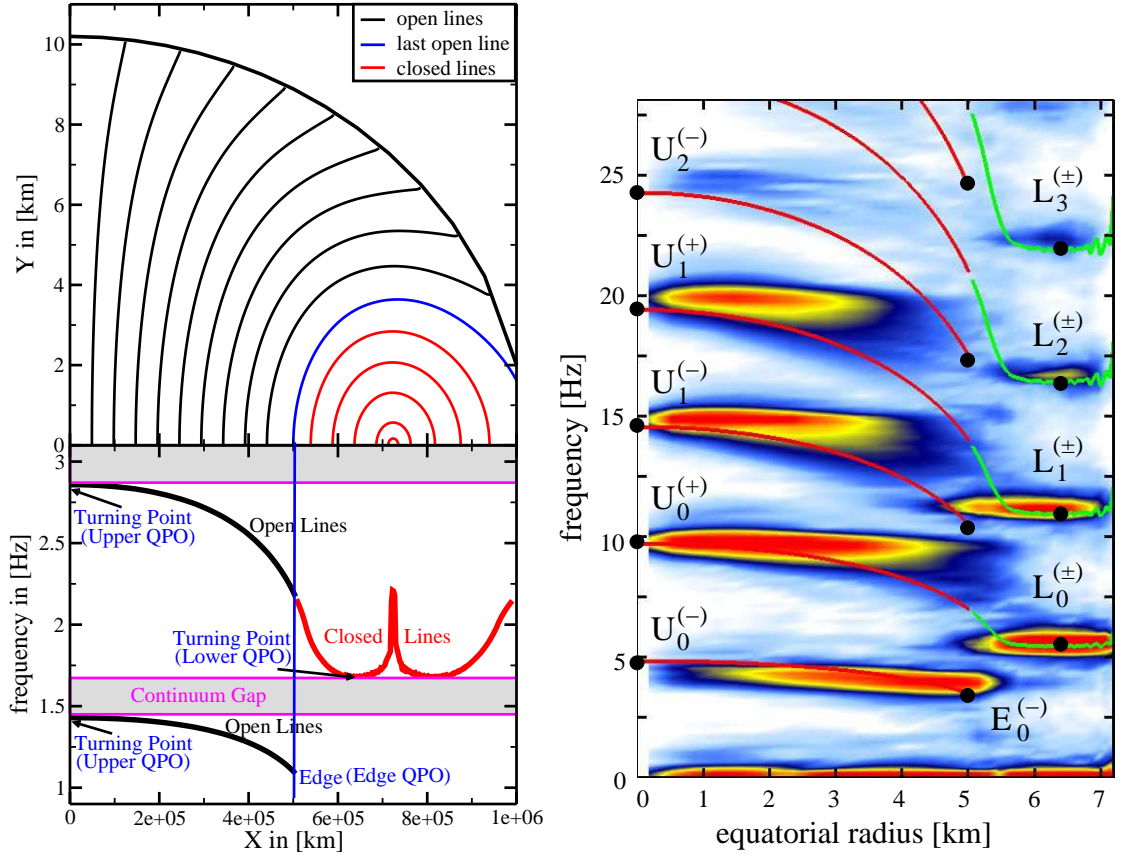 open lines
last open line
closed lines
10
8
6
4
2
0
Y in [km]
3
2.5
2
1.5
1
frequency in [Hz]
Turning Point
(Upper QPO)
Open Lines
Turning Point
(Lower QPO)
Closed Lines
Continuum Gap
Open Lines
Turning Point
(Upper QPO)
Edge (Edge QPO)
0 2e+05 4e+05 6e+05 8e+05 1e+06
X in [km]
25
20
15
10
5
0
frequency [Hz]
U₂⁽⁻⁾
U₁⁽⁺⁾
U₁⁽⁻⁾
U₀⁽⁺⁾
U₀⁽⁻⁾
L₃⁽±⁾
L₂⁽±⁾
L₁⁽±⁾
L₀⁽±⁾
E₀⁽⁻⁾
0 1 2 3 4 5 6 7
equatorial radius [km]